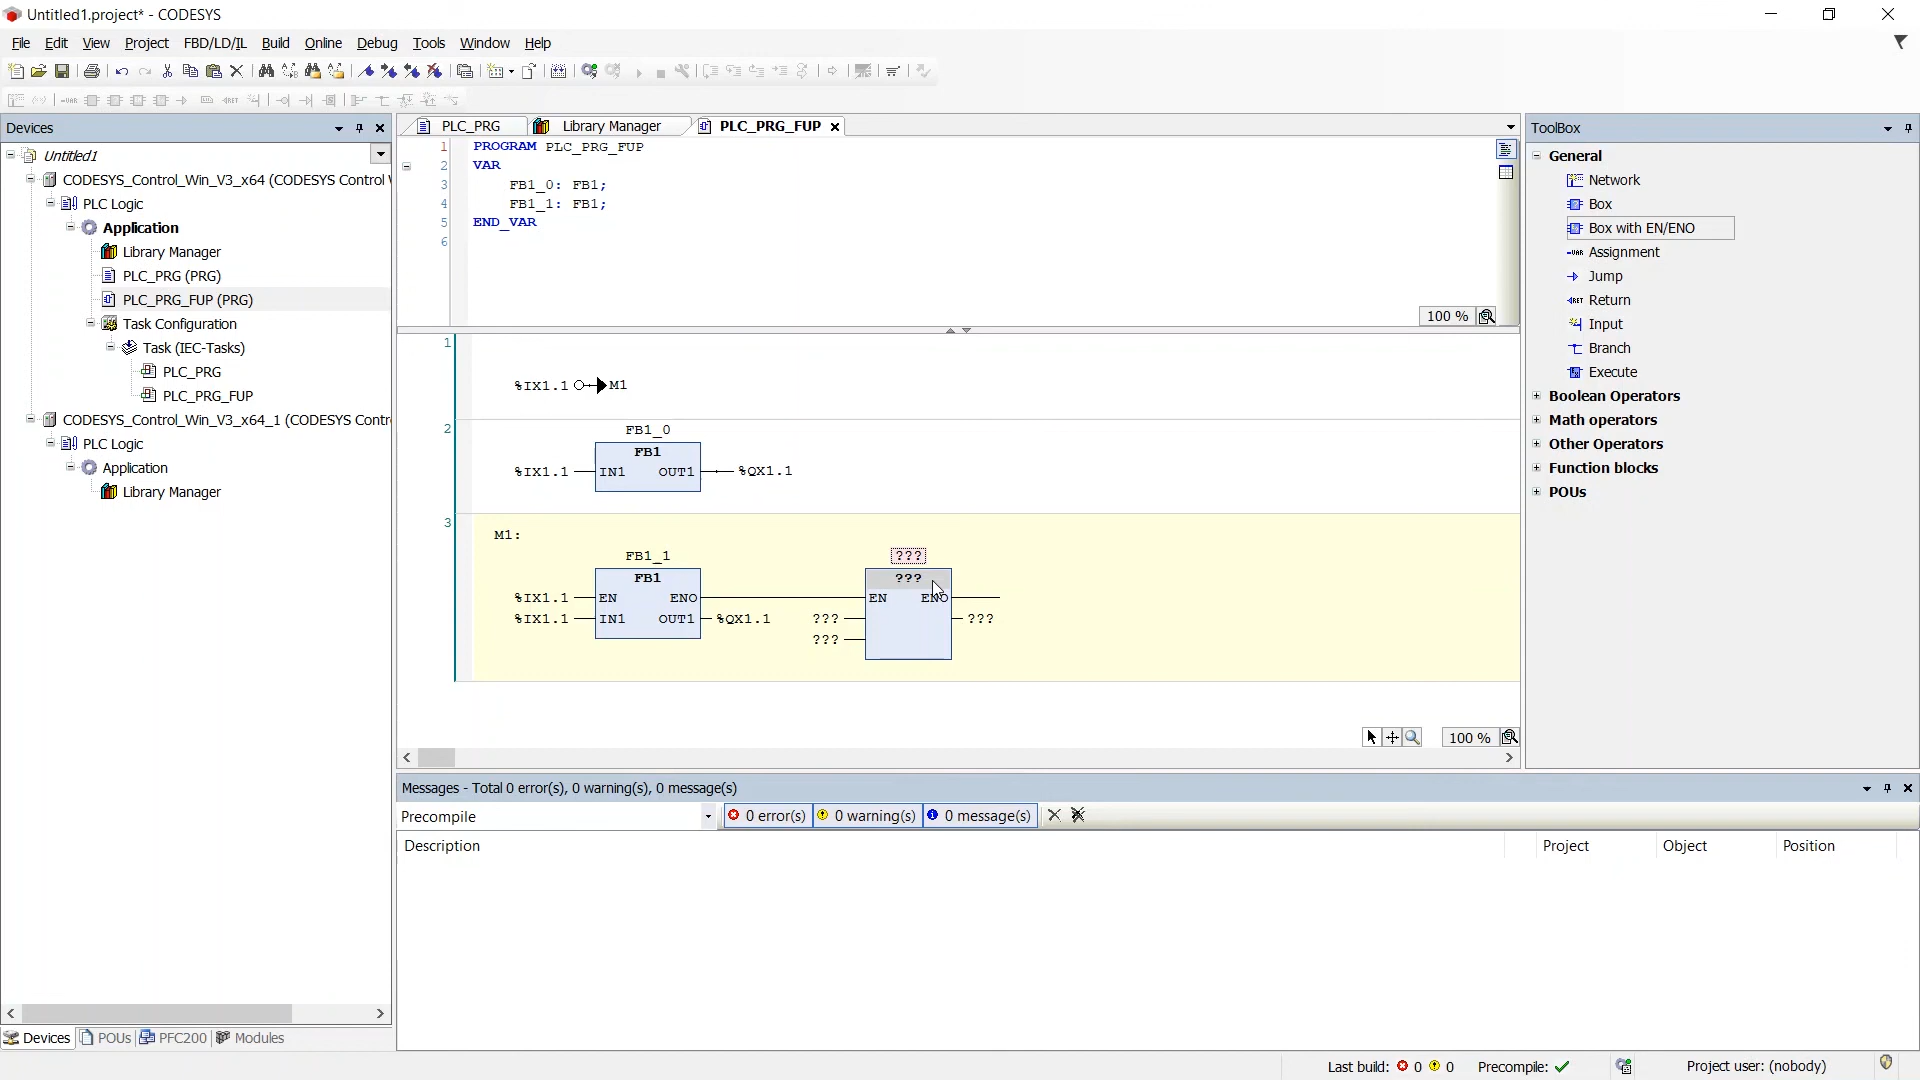 Untitled1.project* - CODESYS
File Edit View Project FBD/LD/IL Build Online Debug Tools Window Help
Devices
Untitled1
CODESYS_Control_Win_V3_x64 (CODESYS Control
PLC Logic
Application
Library Manager
PLC_PRG (PRG)
PLC_PRG_FUP (PRG)
Task Configuration
Task (IEC-Tasks)
PLC_PRG
PLC_PRG_FUP
CODESYS_Control_Win_V3_x64_1 (CODESYS Contr
PLC Logic
Application
Library Manager
Devices POUs PFC200 Modules
PLC_PRG Library Manager PLC_PRG_FUP
1 PROGRAM PLC_PRG_FUP
2 VAR
3 FB1_0: FB1;
4 FB1_1: FB1;
5 END_VAR
6
100 %
1
%IX1.1 M1
2
FB1_0
FB1
%IX1.1 IN1 OUT1 %QX1.1
3
M1:
FB1_1 ???
FB1 ???
%IX1.1 EN ENO EN ENO
%IX1.1 IN1 OUT1 %QX1.1 ??? ???
???
100 %
ToolBox
General
Network
Box
Box with EN/ENO
Assignment
Jump
Return
Input
Branch
Execute
Boolean Operators
Math operators
Other Operators
Function blocks
POUs
Messages - Total 0 error(s), 0 warning(s), 0 message(s)
Precompile 0 error(s) 0 warning(s) 0 message(s)
Description Project Object Position
Last build: 0 0 Precompile: Project user: (nobody)